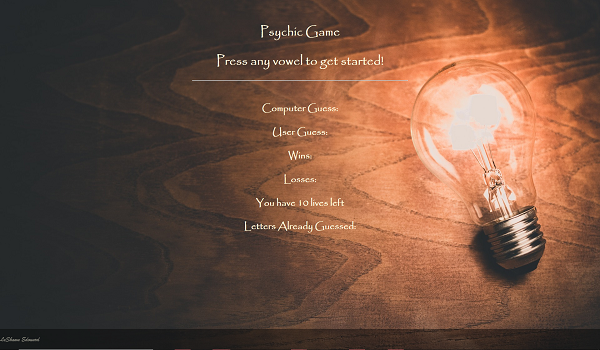 Psychic Game
Press any vowel to get started!
Computer Guess:
User Guess:
Wins:
Losses:
You have 10 lives left
Letters Already Guessed:
LaShawn Edmund